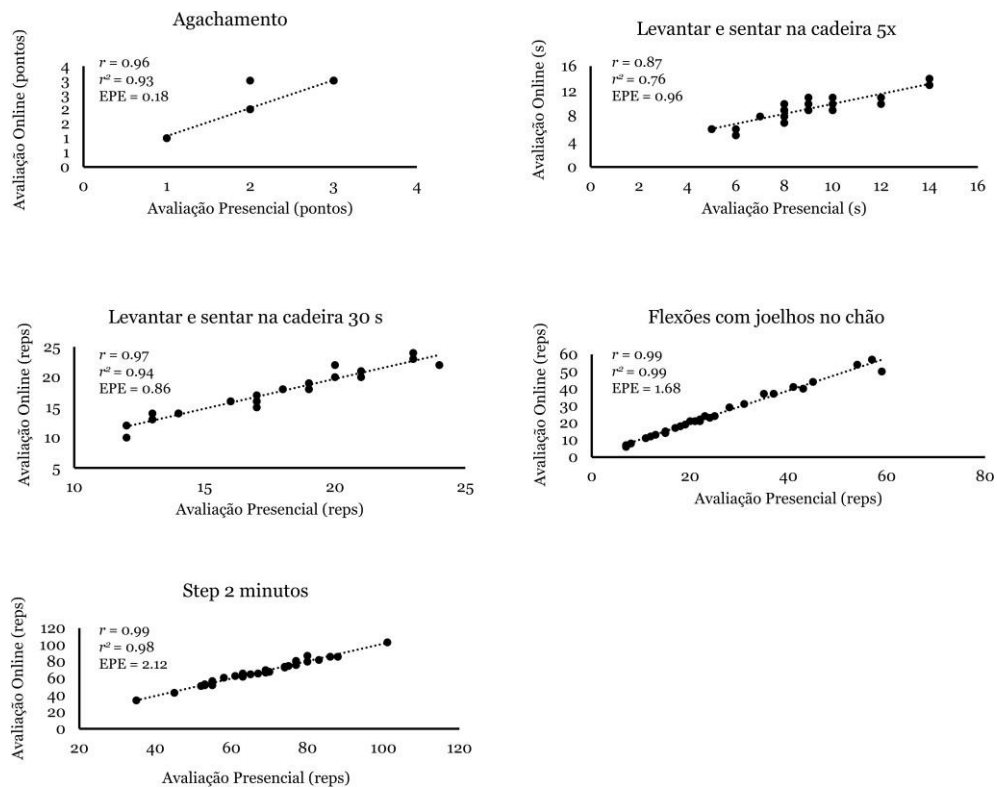 Agachamento
Avaliação Online (pontos)
r = 0.96
r² = 0.93
EPE = 0.18
4
3
3
2
2
1
1
0
0 1 2 3 4
Avaliação Presencial (pontos)
Levantar e sentar na cadeira 5x
Avaliação Online (s)
r = 0.87
r² = 0.76
EPE = 0.96
16
12
8
4
0
0 2 4 6 8 10 12 14 16
Avaliação Presencial (s)
Levantar e sentar na cadeira 30 s
Avaliação Online (reps)
r = 0.97
r² = 0.94
EPE = 0.86
25
20
15
10
5
10 15 20 25
Avaliação Presencial (reps)
Flexões com joelhos no chão
Avaliação Online (reps)
r = 0.99
r² = 0.99
EPE = 1.68
60
50
40
30
20
10
0
0 20 40 60 80
Avaliação Presencial (reps)
Step 2 minutos
Avaliação Online (reps)
r = 0.99
r² = 0.98
EPE = 2.12
120
100
80
60
40
20
0
20 40 60 80 100 120
Avaliação Presencial (reps)